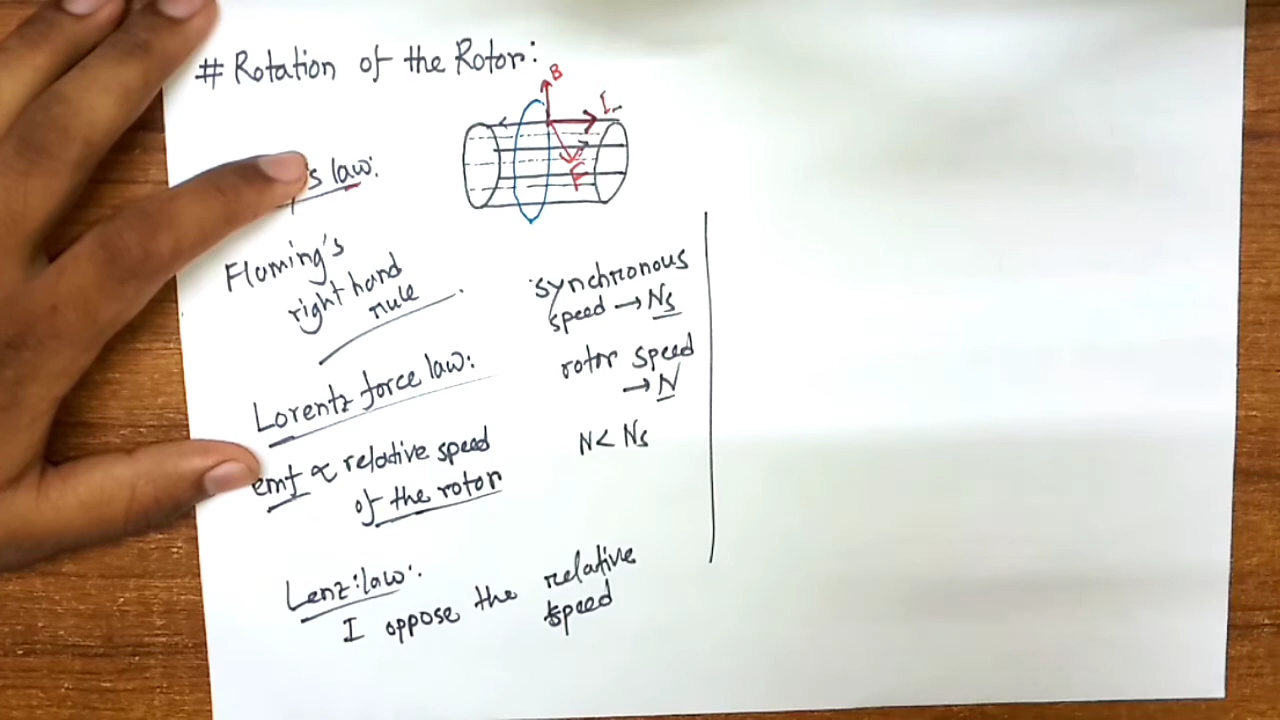 # Rotation of the Rotor:
B
I
F
's law:
Flaming's
right hand
rule
synchronous
speed → Ns
rotor speed
→ N
Lorentz force law:
N < Ns
emf ∝ relative speed
of the rotor
Lenz:law:
I oppose the relative
speed